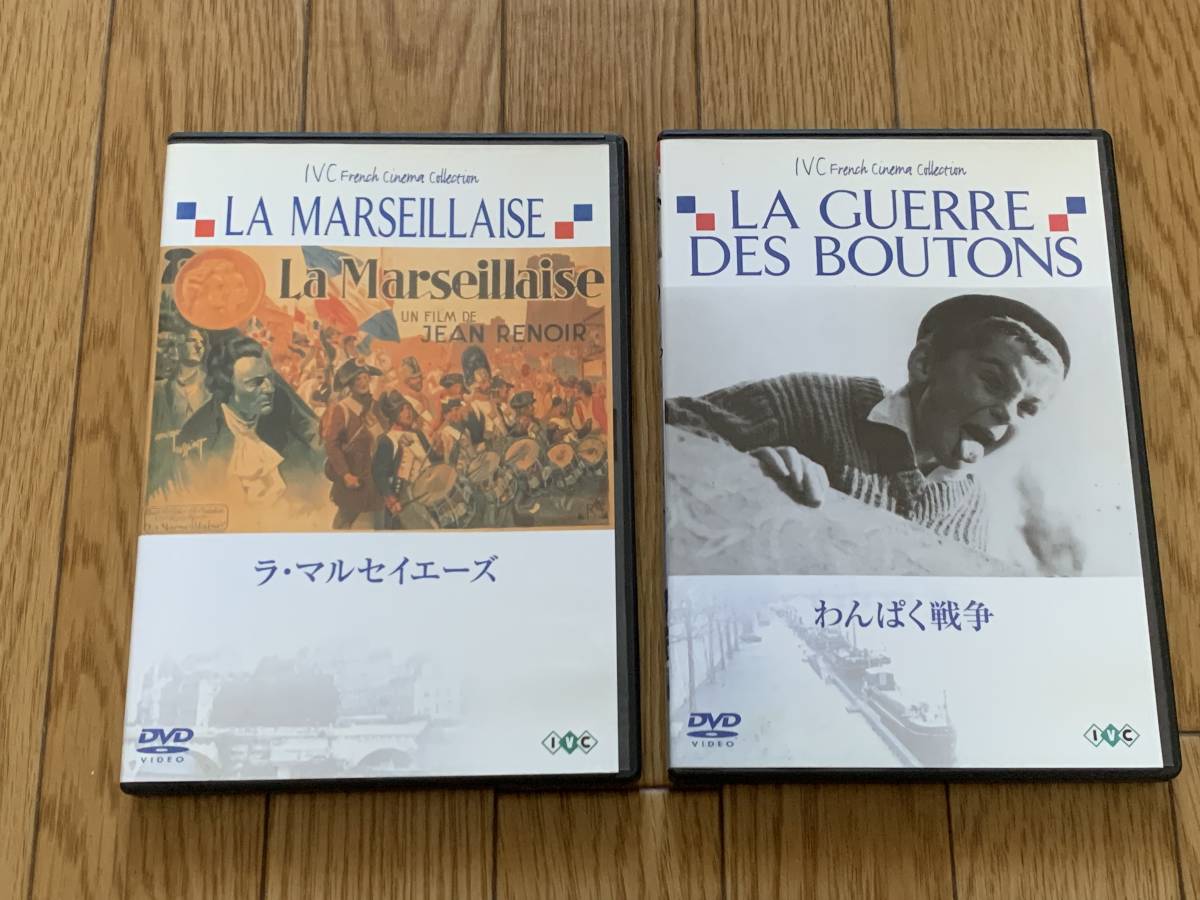 IVC French Cinema Collection
LA MARSEILLAISE
La Marseillaise
UN FILM DE
JEAN RENOIR
ラ・マルセイエーズ
DVD
VIDEO
IVC
IVC French Cinema Collection
LA GUERRE
DES BOUTONS
わんぱく戦争
DVD
VIDEO
IVC